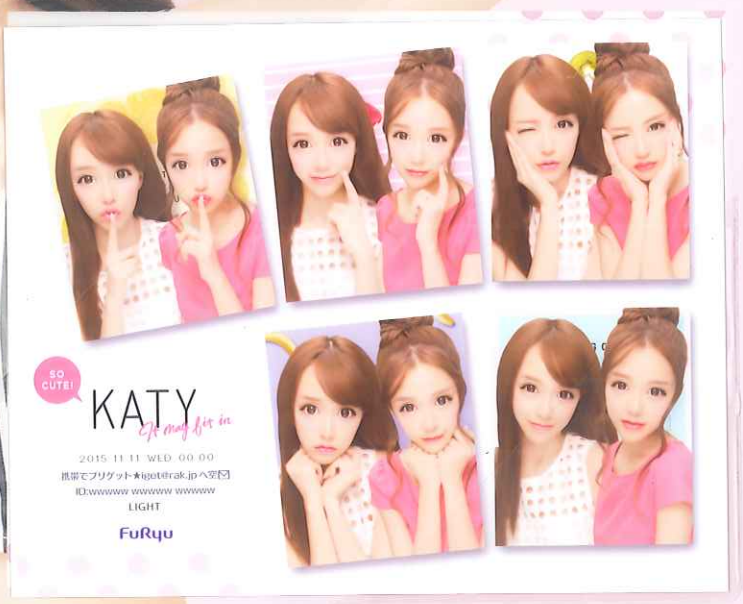 SO
CUTE!
KATY
It may fit in
2015 11 11 WED 00:00
携帯でプリゲット★iget@rak.jpへ空✉
ID:wwwww wwwww wwwww
LIGHT
FuRyu